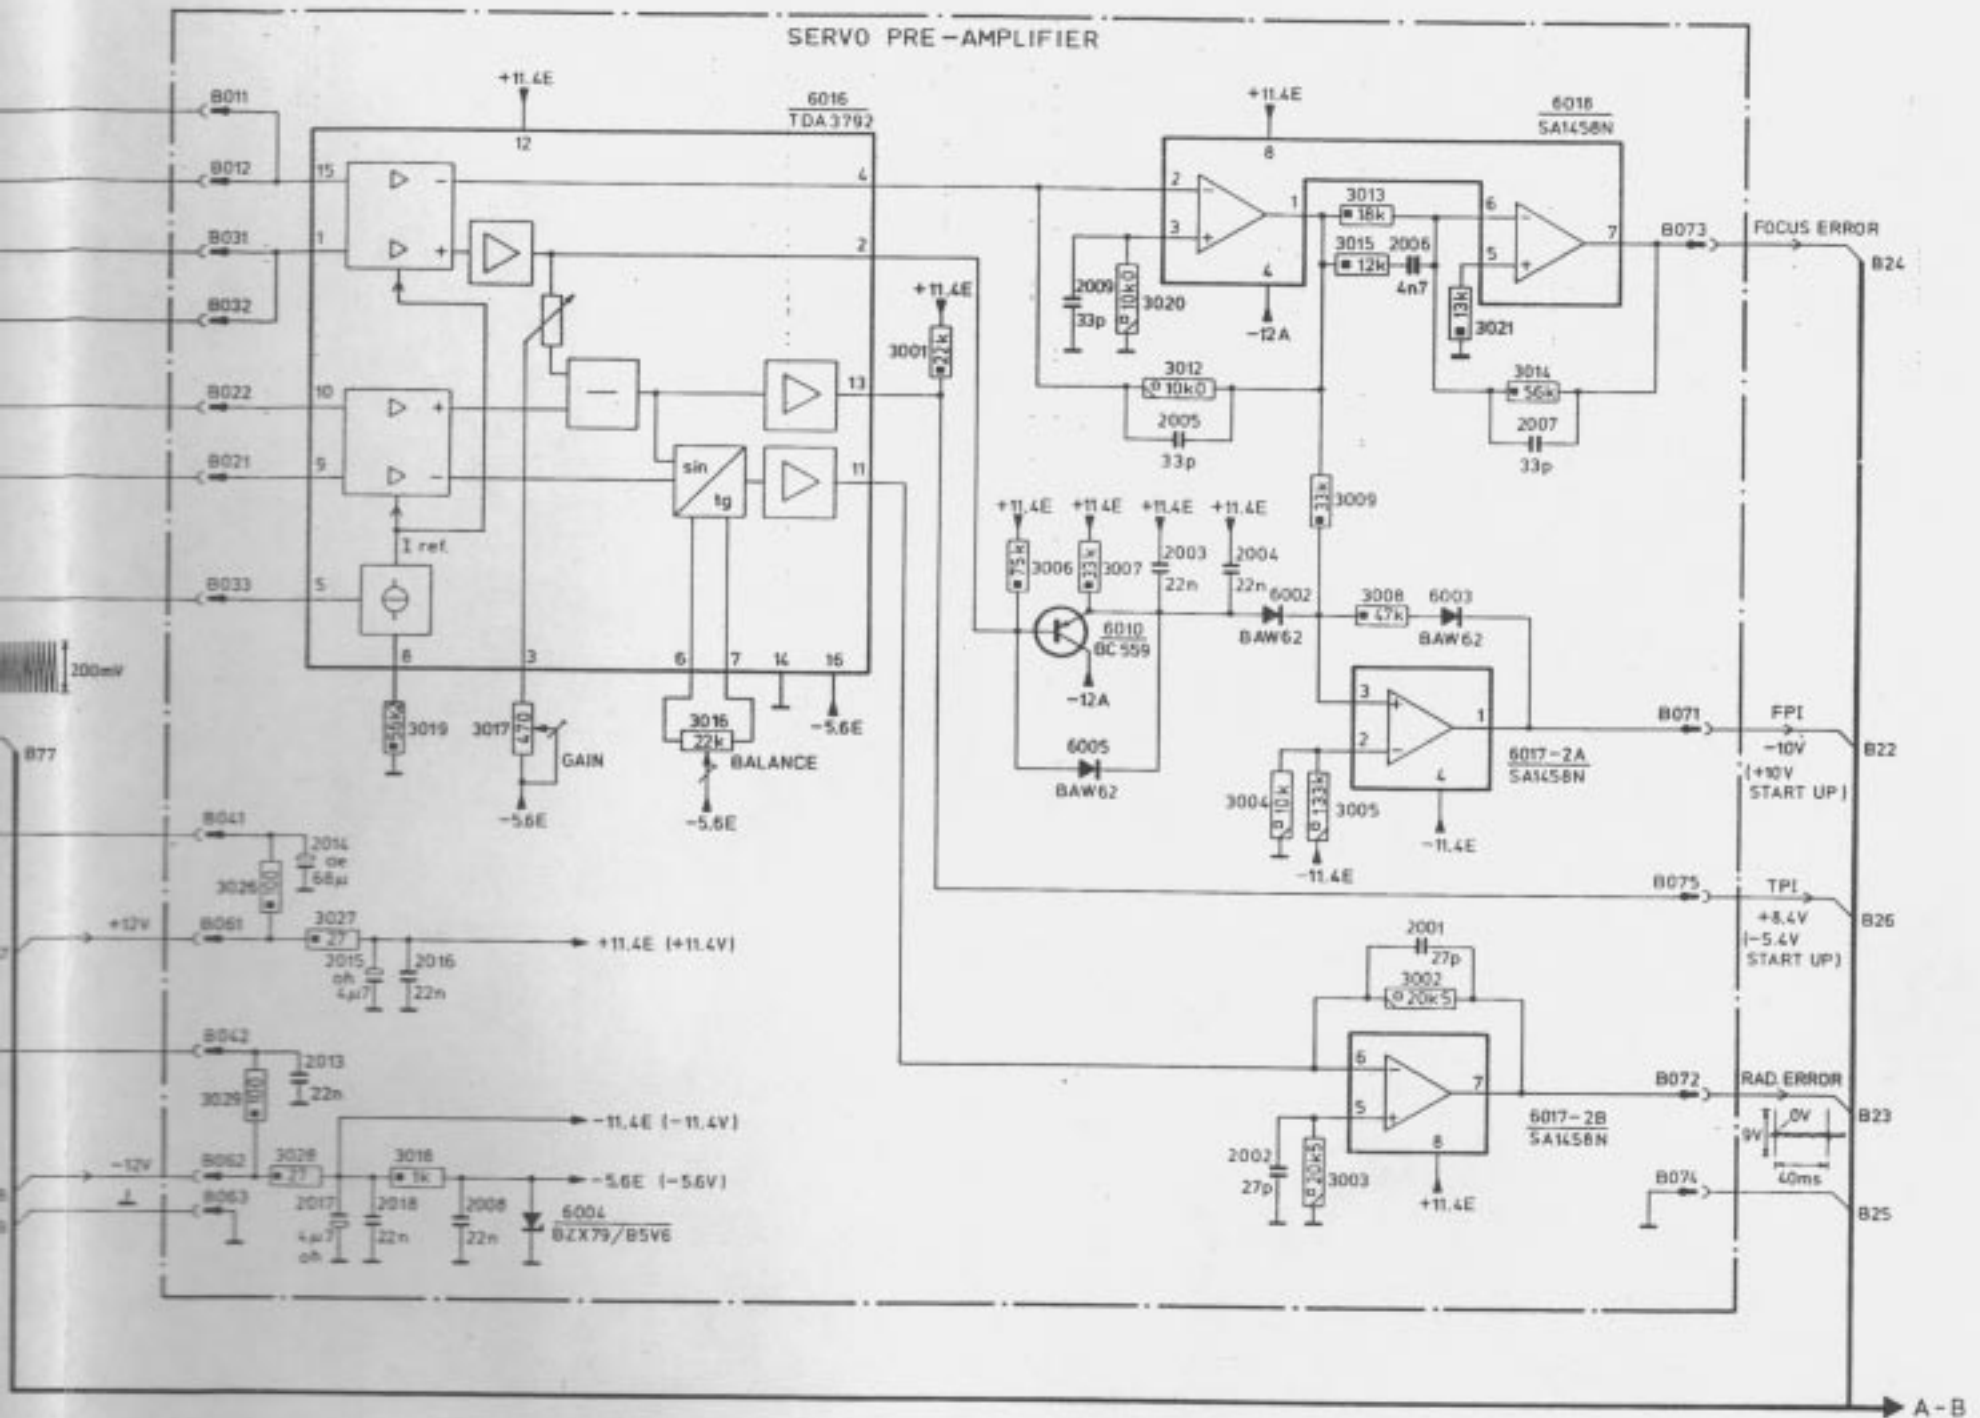 SERVO PRE-AMPLIFIER
B011
B012
B031
B032
B022
B021
B033
200mV
B77
+11.4E
12
6016
TDA3792
15
1
10
9
5
4
2
13
11
- 
+
+
-
sin
tg
I ref.
8
3
6
7
14
16
-5.6E
56k2
3019
3017
470
GAIN
-5.6E
3016
22k
BALANCE
-5.6E
+11.4E
3001
22k
+11.4E
8
6018
SA1458N
2
-
3
+
1
4
-12A
2009
33p
10k0
3020
3013
18k
3015
12k
2006
4n7
6
-
5
+
7
13k
3021
3012
10k0
2005
33p
3014
56k
2007
33p
B073
FOCUS ERROR
B24
33k
3009
+11.4E
+11.4E
+11.4E
+11.4E
75k
3006
33k
3007
2003
22n
2004
22n
6002
BAW62
3008
47k
6003
BAW62
6010
BC559
-12A
6005
BAW62
3
+
2
-
1
4
-11.4E
6017-2A
SA1458N
3004
10k
133k
3005
-11.4E
B071
FPI
-10V
(+10V
START UP)
B22
B075
TPI
+8.4V
(-5.4V
START UP)
B26
B041
2014
68µ
3026
100
+12V
B061
3027
27
2015
4µ7
2016
22n
+11.4E (+11.4V)
B042
2013
22n
3029
100
-11.4E (-11.4V)
-12V
B062
3028
27
3018
1k
-5.6E (-5.6V)
B063
2017
4µ7
2018
22n
2008
22n
6004
BZX79/B5V6
2001
27p
3002
20k5
6
-
5
+
7
8
+11.4E
6017-2B
SA1458N
2002
27p
20k5
3003
B072
RAD. ERROR
B23
0V
9V
40ms
B074
B25
A-B